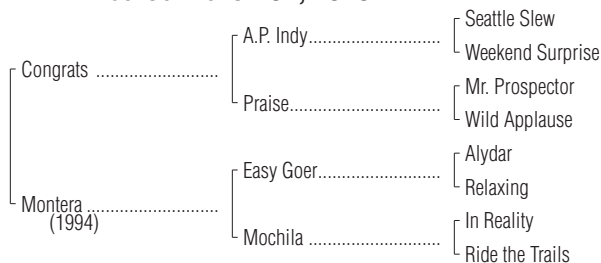 Congrats
Montera
(1994)
A.P. Indy
Praise
Easy Goer
Mochila
Seattle Slew
Weekend Surprise
Mr. Prospector
Wild Applause
Alydar
Relaxing
In Reality
Ride the Trails